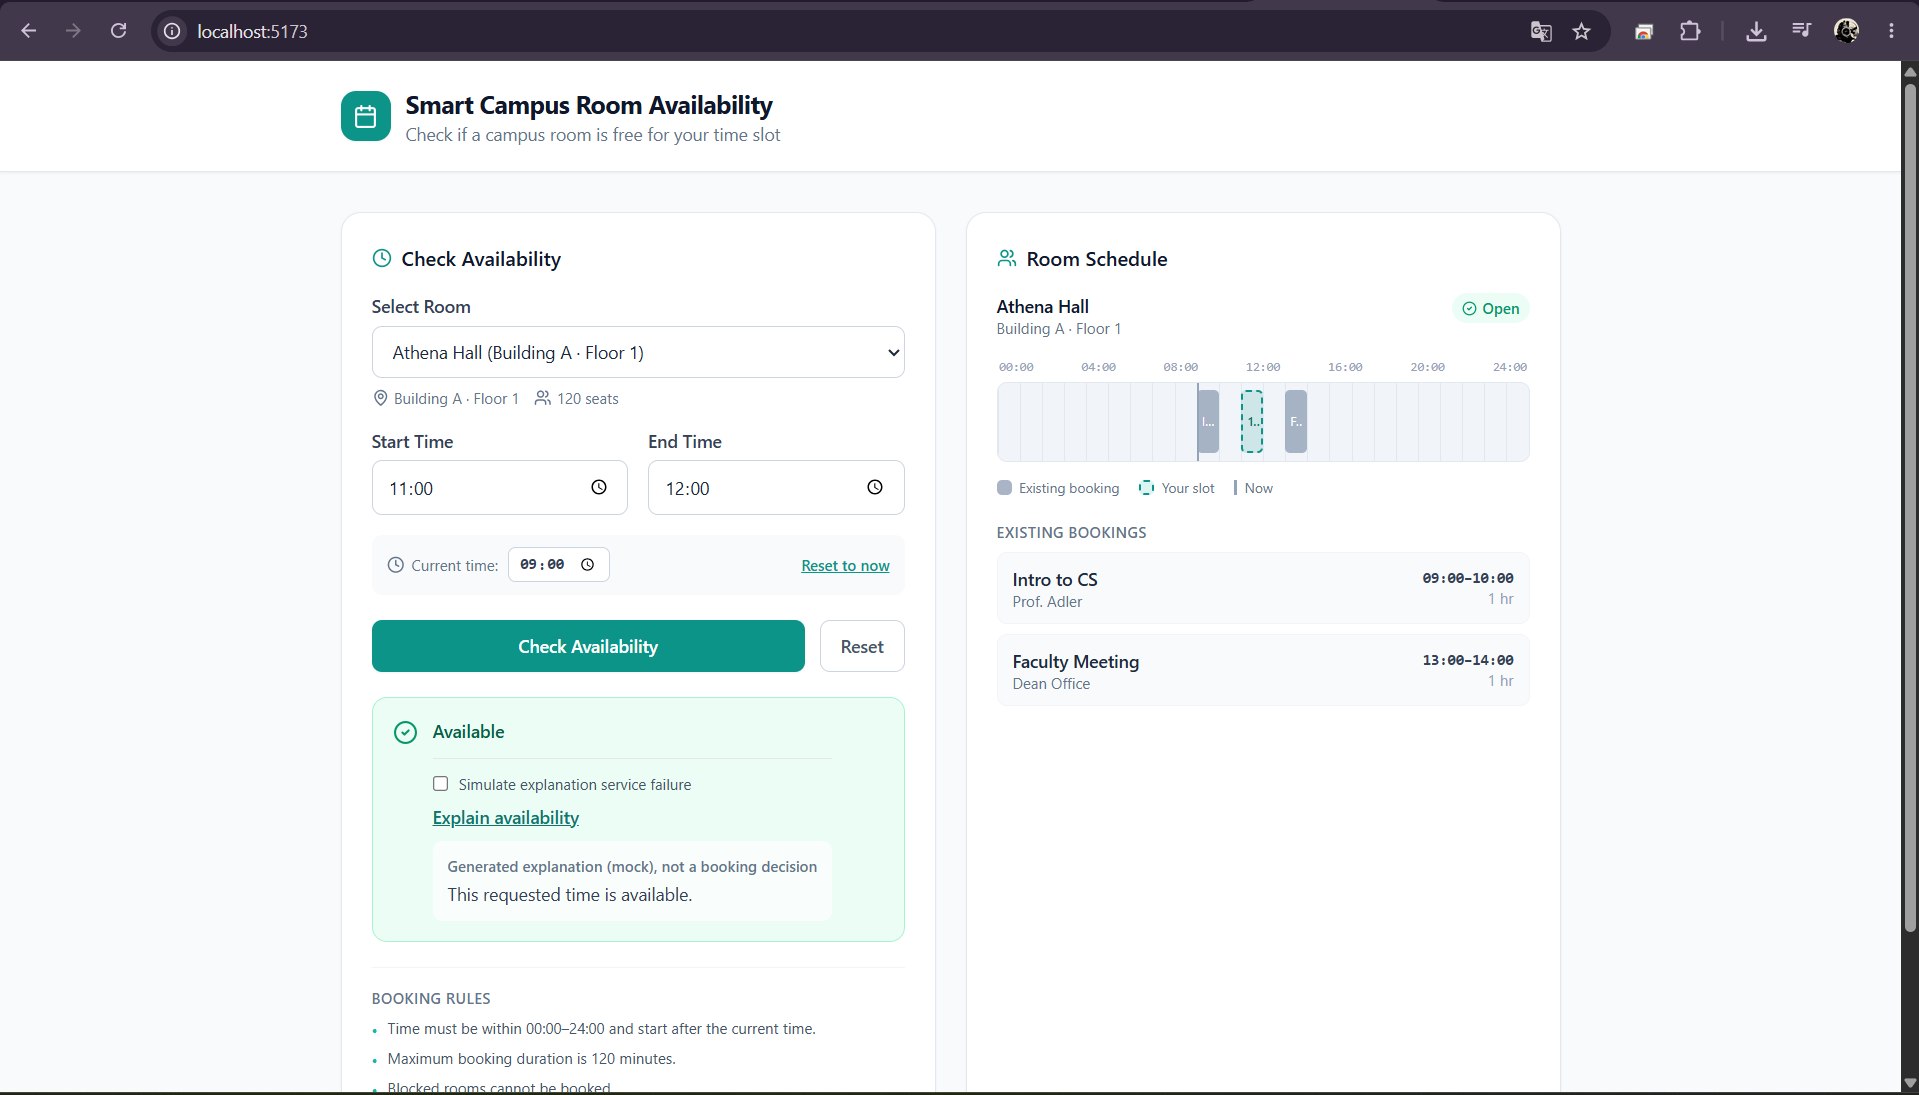 localhost:5173
Smart Campus Room Availability
Check if a campus room is free for your time slot
Check Availability
Select Room
Athena Hall (Building A · Floor 1)
Building A · Floor 1 120 seats
Start Time End Time
11:00 12:00
Current time: 09:00 Reset to now
Check Availability Reset
Available
Simulate explanation service failure
Explain availability
Generated explanation (mock), not a booking decision
This requested time is available.
BOOKING RULES
• Time must be within 00:00–24:00 and start after the current time.
• Maximum booking duration is 120 minutes.
• Blocked rooms cannot be booked
Room Schedule
Athena Hall
Open
Building A · Floor 1
00:00 04:00 08:00 12:00 16:00 20:00 24:00
I... 1.. F..
Existing booking Your slot Now
EXISTING BOOKINGS
Intro to CS 09:00–10:00
Prof. Adler 1 hr
Faculty Meeting 13:00–14:00
Dean Office 1 hr